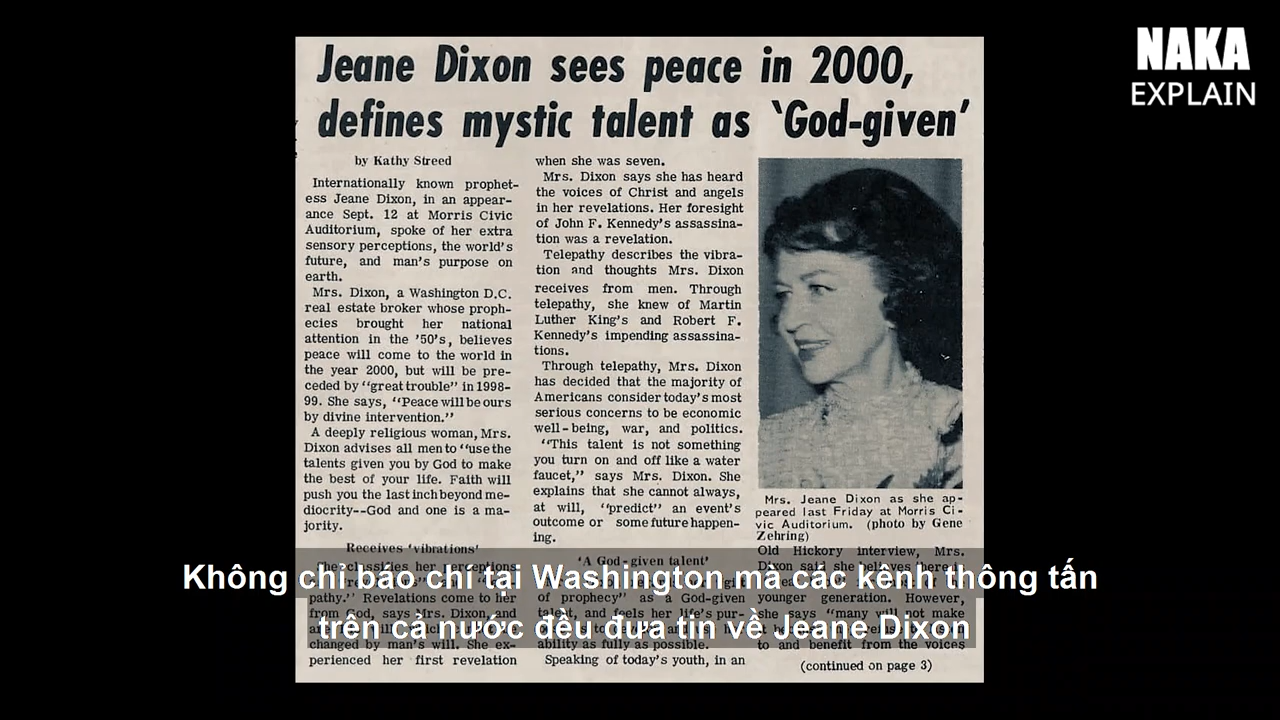 NAKA
EXPLAIN
Jeane Dixon sees peace in 2000,
defines mystic talent as ‘God-given’
by Kathy Streed
Internationally known prophet-
ess Jeane Dixon, in an appear-
ance Sept. 12 at Morris Civic
Auditorium, spoke of her extra
sensory perceptions, the world's
future, and man's purpose on
earth.
Mrs. Dixon, a Washington D.C.
real estate broker whose proph-
ecies brought her national
attention in the '50's, believes
peace will come to the world in
the year 2000, but will be pre-
ceded by "great trouble" in 1998-
99. She says, "Peace will be ours
by divine intervention."
A deeply religious woman, Mrs.
Dixon advises all men to "use the
talents given you by God to make
the best of your life. Faith will
push you the last inch beyond me-
diocrity--God and one is a ma-
jority.
Receives 'vibrations'
She classifies her perceptions
pathy." Revelations come to her
from God, says Mrs. Dixon, and
changed by man's will. She ex-
perienced her first revelation
when she was seven.
Mrs. Dixon says she has heard
the voices of Christ and angels
in her revelations. Her foresight
of John F. Kennedy's assassina-
tion was a revelation.
Telepathy describes the vibra-
tion and thoughts Mrs. Dixon
receives from men. Through
telepathy, she knew of Martin
Luther King's and Robert F.
Kennedy's impending assassina-
tions.
Through telepathy, Mrs. Dixon
has decided that the majority of
Americans consider today's most
serious concerns to be economic
well-being, war, and politics.
"This talent is not something
you turn on and off like a water
faucet," says Mrs. Dixon. She
explains that she cannot always,
at will, "predict" an event's
outcome or some future happen-
ing.
'A God-given talent'
of prophecy" as a God-given
talent, and feels her life's pur-
ability as fully as possible.
Speaking of today's youth, in an
Mrs. Jeane Dixon as she ap-
peared last Friday at Morris Ci-
vic Auditorium. (photo by Gene
Zehring)
Old Hickory interview, Mrs.
Dixon said she believes
younger generation. However,
she says "many will not make
to and benefit from the voices
(continued on page 3)
Không chỉ báo chí tại Washington mà các kênh thông tấn
trên cả nước đều đưa tin về Jeane Dixon